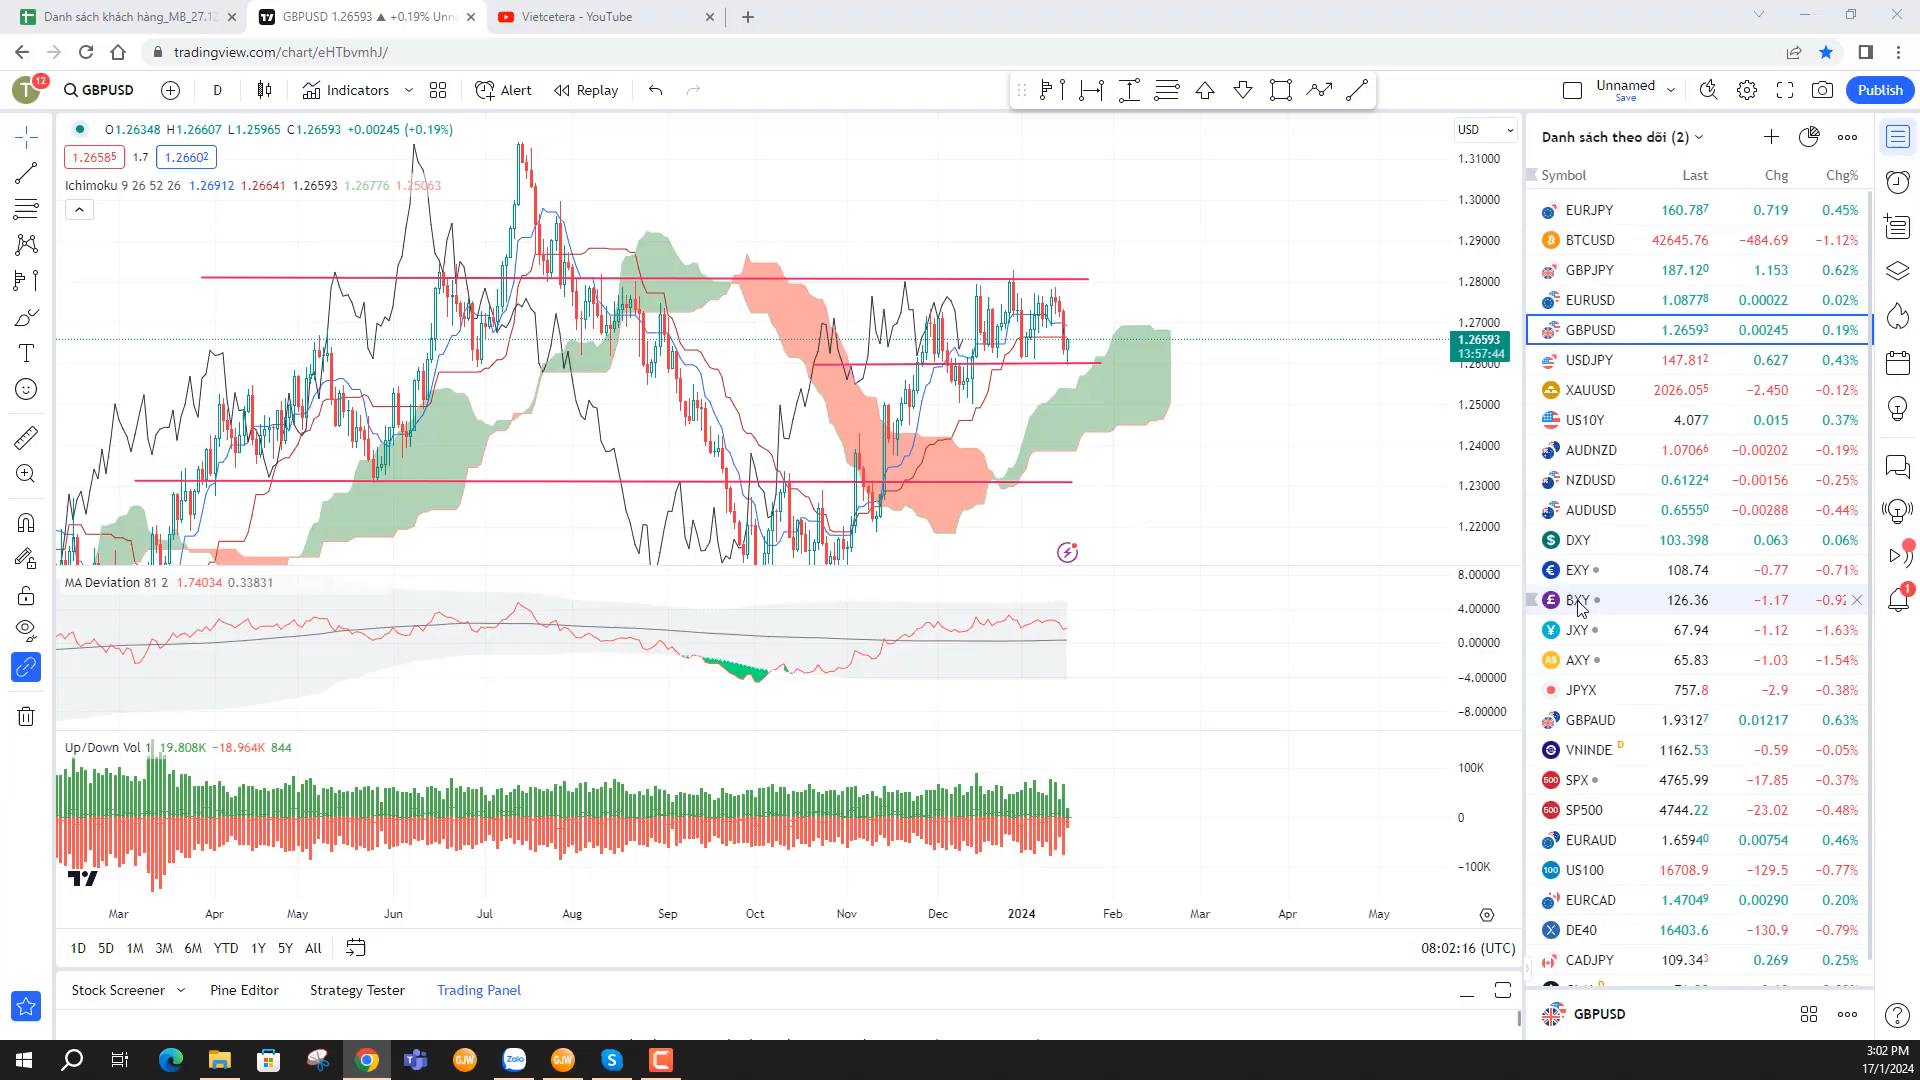 Danh sách khách hàng_MB_27.12
GBPUSD 1.26593 ▲ +0.19% Unn
Vietcetera - YouTube
tradingview.com/chart/eHTbvmhJ/
T 12
GBPUSD
D
Indicators
Alert
Replay
Unnamed
Save
Publish
O1.26348 H1.26607 L1.25965 C1.26593 +0.00245 (+0.19%)
1.26585 1.7 1.26602
Ichimoku 9 26 52 26 1.26912 1.26641 1.26593 1.26776 1.25063
USD
1.31000
1.30000
1.29000
1.28000
1.27000
1.26593
13:57:44
1.26000
1.25000
1.24000
1.23000
1.22000
MA Deviation 81 2 1.74034 0.33831
8.00000
4.00000
0.00000
−4.00000
−8.00000
Up/Down Vol 1 19.808K −18.964K 844
100K
0
−100K
Mar Apr May Jun Jul Aug Sep Oct Nov Dec 2024 Feb Mar Apr May
1D 5D 1M 3M 6M YTD 1Y 5Y All
08:02:16 (UTC)
Stock Screener Pine Editor Strategy Tester Trading Panel
Danh sách theo dõi (2)
Symbol Last Chg Chg%
EURJPY 160.787 0.719 0.45%
BTCUSD 42645.76 −484.69 −1.12%
GBPJPY 187.120 1.153 0.62%
EURUSD 1.08778 0.00022 0.02%
GBPUSD 1.26593 0.00245 0.19%
USDJPY 147.812 0.627 0.43%
XAUUSD 2026.055 −2.450 −0.12%
US10Y 4.077 0.015 0.37%
AUDNZD 1.07066 −0.00202 −0.19%
NZDUSD 0.61224 −0.00156 −0.25%
AUDUSD 0.65550 −0.00288 −0.44%
DXY 103.398 0.063 0.06%
EXY 108.74 −0.77 −0.71%
BXY 126.36 −1.17 −0.92
JXY 67.94 −1.12 −1.63%
AXY 65.83 −1.03 −1.54%
JPYX 757.8 −2.9 −0.38%
GBPAUD 1.93127 0.01217 0.63%
VNINDE D 1162.53 −0.59 −0.05%
SPX 4765.99 −17.85 −0.37%
SP500 4744.22 −23.02 −0.48%
EURAUD 1.65940 0.00754 0.46%
US100 16708.9 −129.5 −0.77%
EURCAD 1.47049 0.00290 0.20%
DE40 16403.6 −130.9 −0.79%
CADJPY 109.343 0.269 0.25%
GBPUSD
1
3:02 PM
17/1/2024